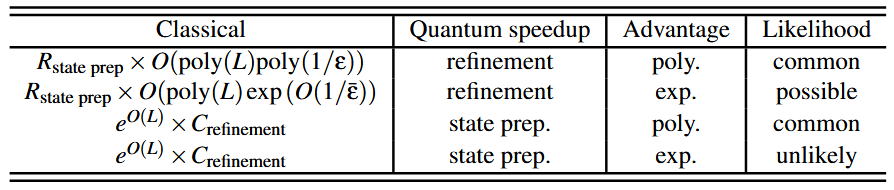 Classical Quantum speedup Advantage Likelihood
R_state prep × O(poly(L)poly(1/ε)) refinement poly. common
R_state prep × O(poly(L) exp (O(1/ε̄)) refinement exp. possible
e^O(L) × C_refinement state prep. poly. common
e^O(L) × C_refinement state prep. exp. unlikely